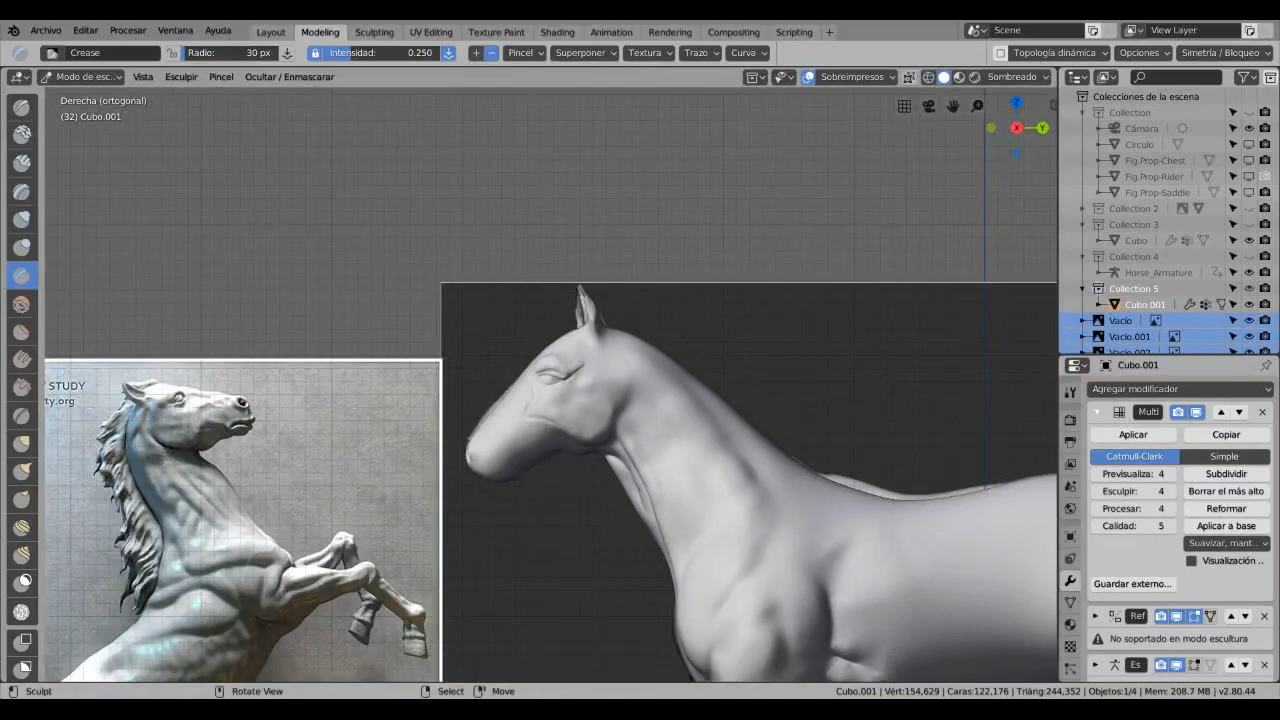 Archivo Editar Procesar Ventana Ayuda Layout Modeling Sculpting UV Editing Texture Paint Shading Animation Rendering Compositing Scripting + Scene View Layer
Crease Radio: 30 px Intensidad: 0.250 Pincel Superponer Textura Trazo Curva Topología dinámica Opciones Simetría / Bloqueo
Modo de esc.. Vista Esculpir Pincel Ocultar / Enmascarar Sobreimpresos Sombreado
Derecha (ortogonal)
(32) Cubo.001
Z
X
Y
STUDY
ty.org
Colecciones de la escena
Collection
Cámara
Círculo
Fig.Prop-Chest
Fig.Prop-Rider
Fig.Prop-Saddle
Collection 2
Collection 3
Cubo
Collection 4
Horse_Armature
Collection 5
Cubo.001
Vacío
Vacío.001
Vacío.002
Cubo.001
Agregar modificador
Multi
Aplicar Copiar
Catmull-Clark Simple
Previsualiza: 4 Subdividir
Esculpir: 4 Borrar el más alto
Procesar: 4 Reformar
Calidad: 5 Aplicar a base
Suavizar, mant..
Visualización ..
Guardar externo...
Ref
No soportado en modo escultura
Es
Sculpt Rotate View Select Move Cubo.001 | Vért:154,629 | Caras:122,176 | Triáng:244,352 | Objetos:1/4 | Mem: 208.7 MB | v2.80.44